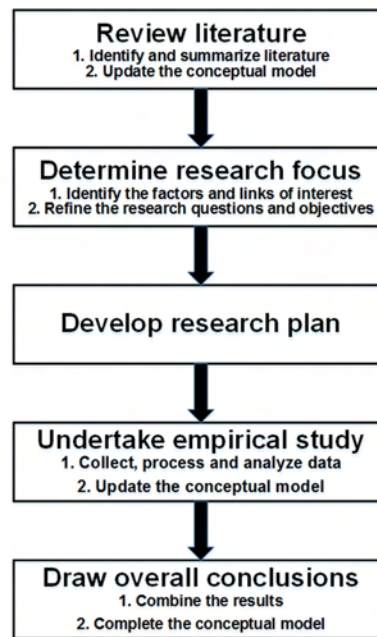 Review literature
1. Identify and summarize literature
2. Update the conceptual model
Determine research focus
1. Identify the factors and links of interest
2. Refine the research questions and objectives
Develop research plan
Undertake empirical study
1. Collect, process and analyze data
2. Update the conceptual model
Draw overall conclusions
1. Combine the results
2. Complete the conceptual model